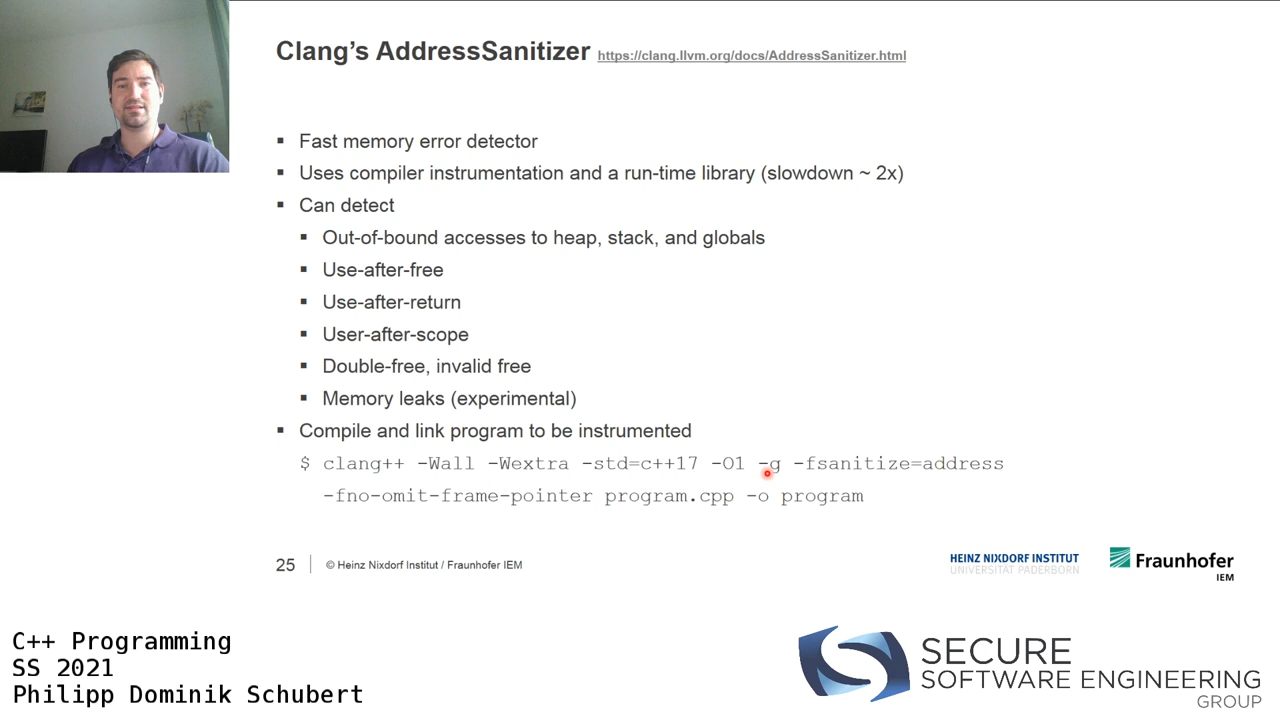 Clang's AddressSanitizer https://clang.llvm.org/docs/AddressSanitizer.html
▪ Fast memory error detector
▪ Uses compiler instrumentation and a run-time library (slowdown ~ 2x)
▪ Can detect
▪ Out-of-bound accesses to heap, stack, and globals
▪ Use-after-free
▪ Use-after-return
▪ User-after-scope
▪ Double-free, invalid free
▪ Memory leaks (experimental)
▪ Compile and link program to be instrumented
$ clang++ -Wall -Wextra -std=c++17 -O1 -g -fsanitize=address
-fno-omit-frame-pointer program.cpp -o program
25 © Heinz Nixdorf Institut / Fraunhofer IEM
HEINZ NIXDORF INSTITUT
UNIVERSITÄT PADERBORN
Fraunhofer
IEM
C++ Programming
SS 2021
Philipp Dominik Schubert
SECURE
SOFTWARE ENGINEERING
GROUP